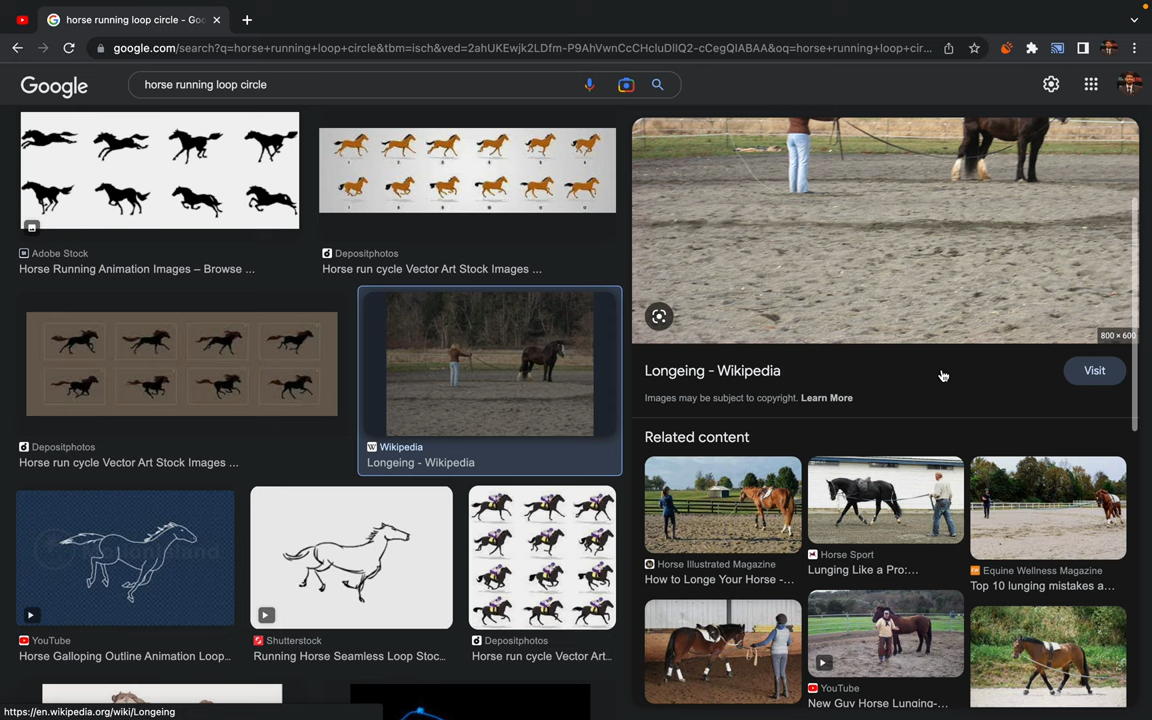 horse running loop circle - Goo
google.com/search?q=horse+running+loop+circle&tbm=isch&ved=2ahUKEwjk2LDfm-P9AhVwnCcCHcluDlIQ2-cCegQIABAA&oq=horse+running+loop+cir...
Google
horse running loop circle
Adobe Stock
Horse Running Animation Images – Browse ...
Depositphotos
Horse run cycle Vector Art Stock Images ...
800 × 600
Longeing - Wikipedia
Visit
Images may be subject to copyright. Learn More
Depositphotos
Horse run cycle Vector Art Stock Images ...
Wikipedia
Longeing - Wikipedia
Related content
Horse Illustrated Magazine
How to Longe Your Horse -...
Horse Sport
Lunging Like a Pro:...
Equine Wellness Magazine
Top 10 lunging mistakes a...
YouTube
Horse Galloping Outline Animation Loop...
Shutterstock
Running Horse Seamless Loop Stoc...
Depositphotos
Horse run cycle Vector Art...
YouTube
New Guy Horse Lunging-...
https://en.wikipedia.org/wiki/Longeing